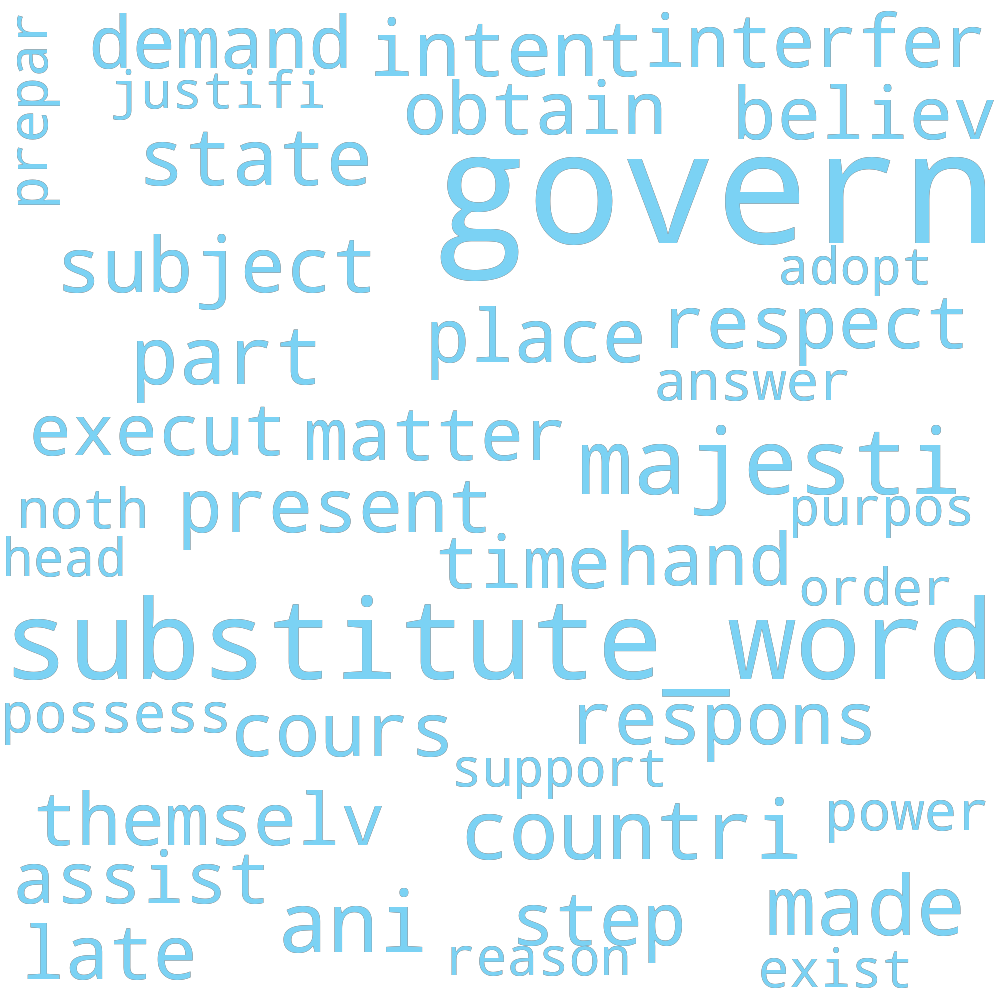 prepar
demand
intent
interfer
justifi
obtain
believ
state
govern
subject
adopt
place
respect
part
answer
execut
matter
majesti
noth
present
purpos
head
time
hand
order
substitute_word
possess
cours
respons
support
themselv
countri
power
assist
ani
step
made
late
reason
exist